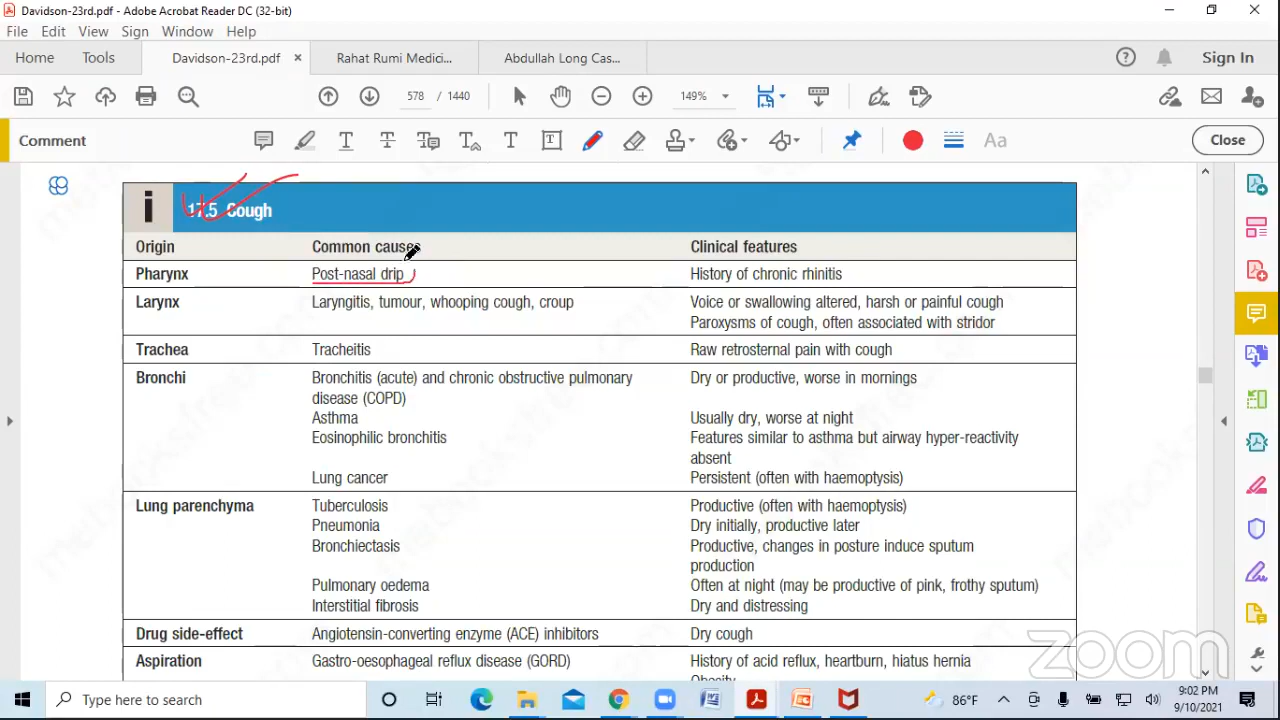 Davidson-23rd.pdf - Adobe Acrobat Reader DC (32-bit)
File Edit View Sign Window Help
Home Tools Davidson-23rd.pdf × Rahat Rumi Medici... Abdullah Long Cas... Sign In
578 / 1440 149%
Comment Aa Close
i 17.5 Cough
Origin Common causes Clinical features
Pharynx Post-nasal drip History of chronic rhinitis
Larynx Laryngitis, tumour, whooping cough, croup Voice or swallowing altered, harsh or painful cough
Paroxysms of cough, often associated with stridor
Trachea Tracheitis Raw retrosternal pain with cough
Bronchi Bronchitis (acute) and chronic obstructive pulmonary Dry or productive, worse in mornings
disease (COPD)
Asthma Usually dry, worse at night
Eosinophilic bronchitis Features similar to asthma but airway hyper-reactivity
absent
Lung cancer Persistent (often with haemoptysis)
Lung parenchyma Tuberculosis Productive (often with haemoptysis)
Pneumonia Dry initially, productive later
Bronchiectasis Productive, changes in posture induce sputum
production
Pulmonary oedema Often at night (may be productive of pink, frothy sputum)
Interstitial fibrosis Dry and distressing
Drug side-effect Angiotensin-converting enzyme (ACE) inhibitors Dry cough
Aspiration Gastro-oesophageal reflux disease (GORD) History of acid reflux, heartburn, hiatus hernia
Obesity
zoom
Type here to search 86°F 9:02 PM
9/10/2021